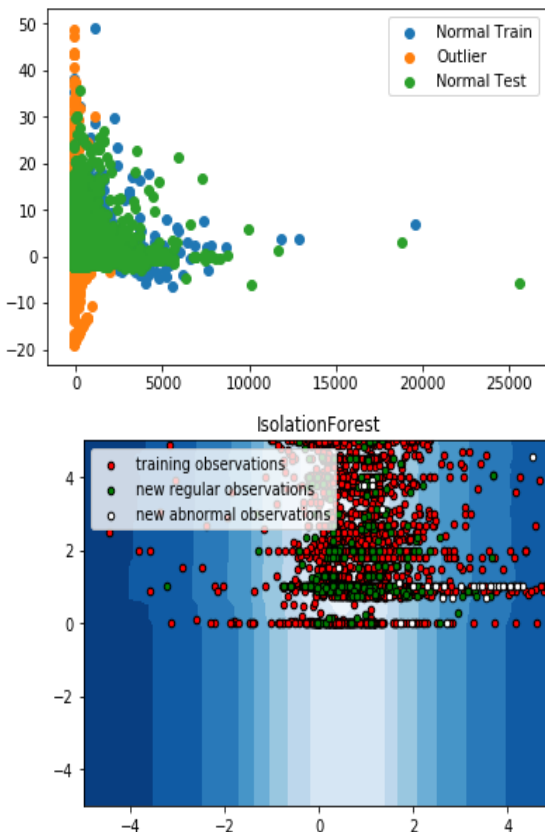 50
40
30
20
10
0
−10
−20
Normal Train
Outlier
Normal Test
0 5000 10000 15000 20000 25000
IsolationForest
training observations
new regular observations
new abnormal observations
4
2
0
−2
−4
−4 −2 0 2 4